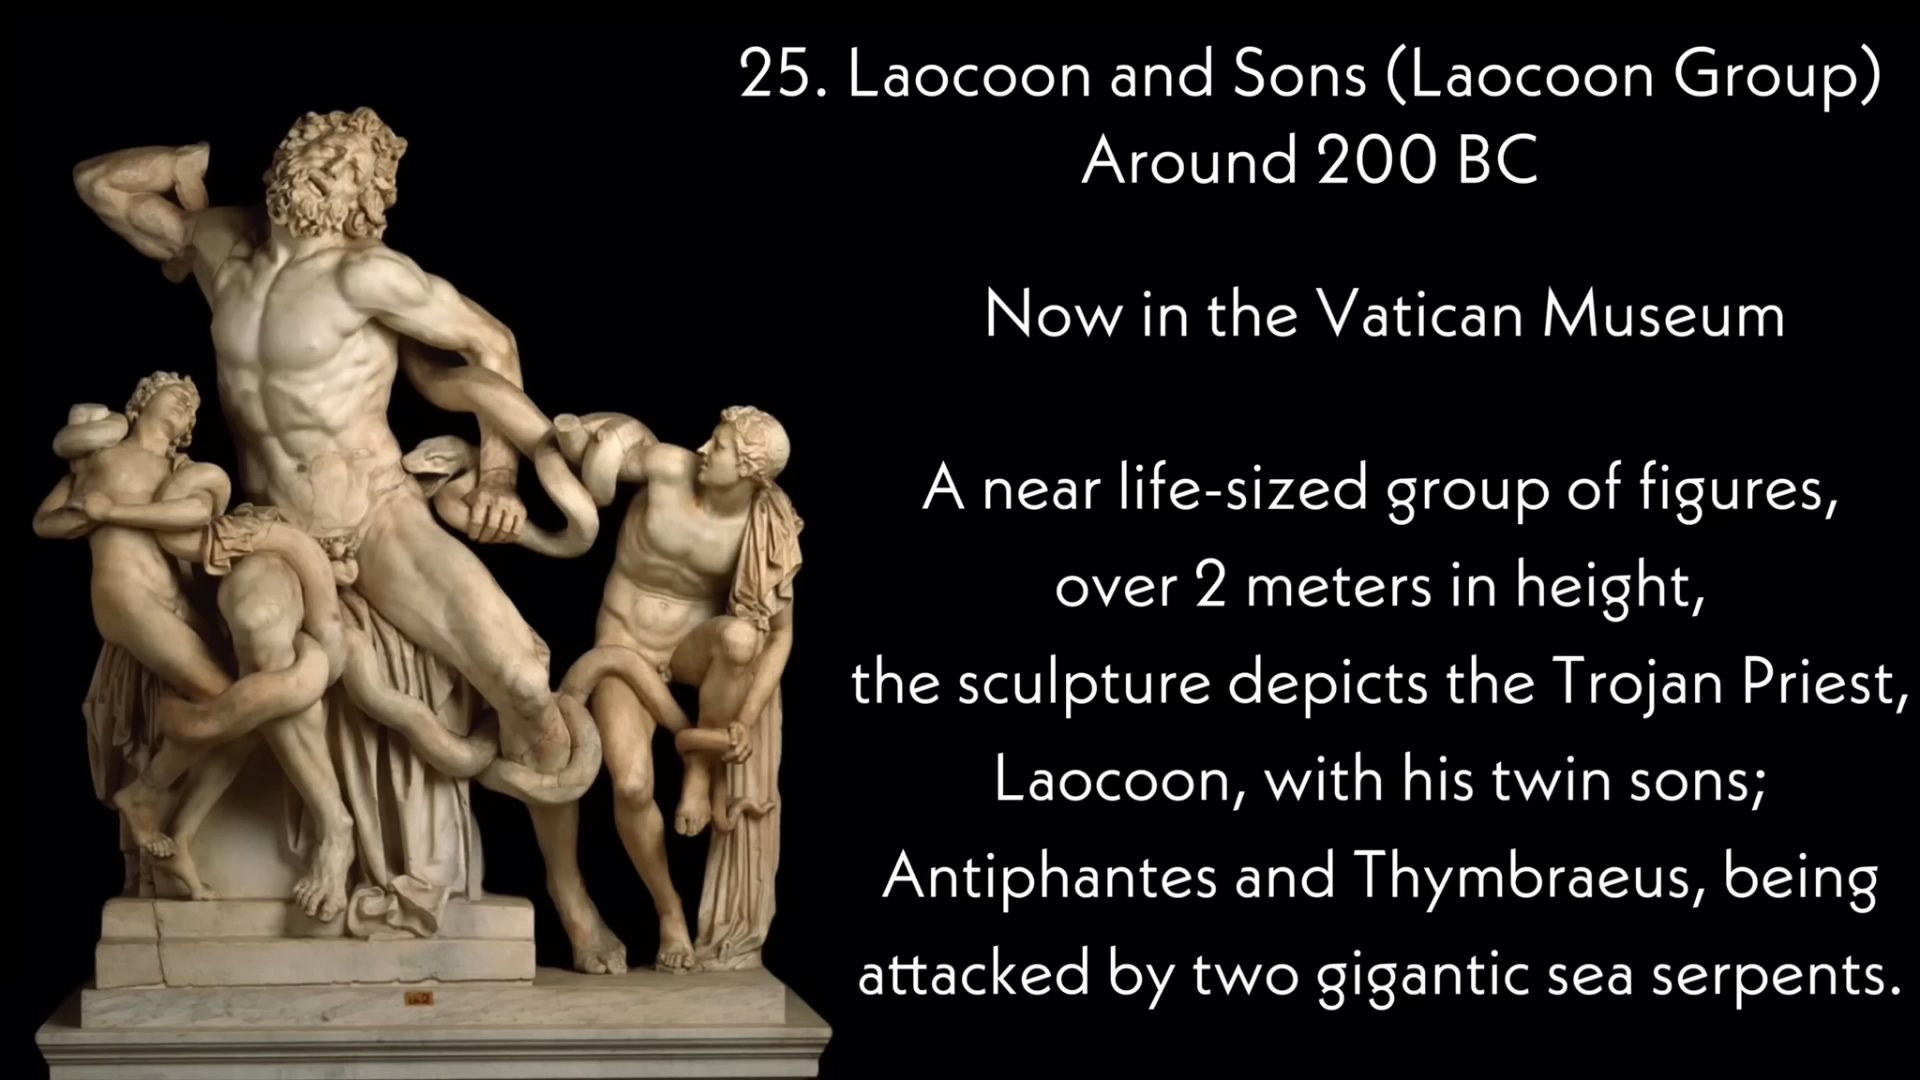 25. Laocoon and Sons (Laocoon Group)
Around 200 BC
Now in the Vatican Museum
A near life-sized group of figures,
over 2 meters in height,
the sculpture depicts the Trojan Priest,
Laocoon, with his twin sons;
Antiphantes and Thymbraeus, being
attacked by two gigantic sea serpents.